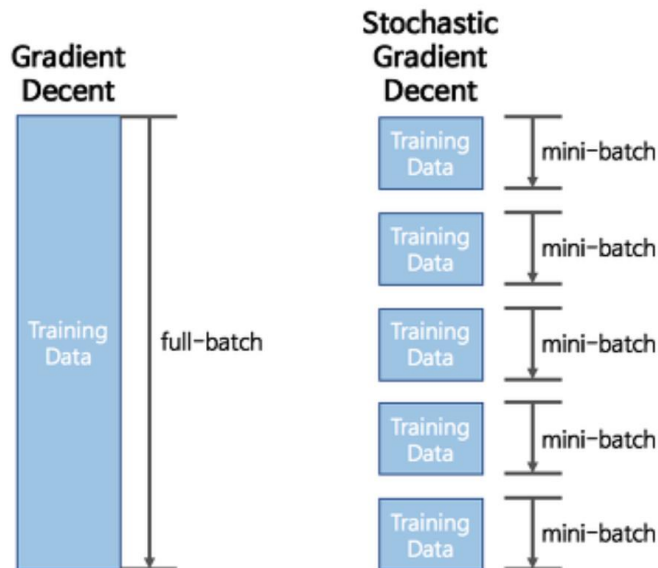 Gradient
Decent
Training
Data
full-batch
Stochastic
Gradient
Decent
Training
Data
mini-batch
Training
Data
mini-batch
Training
Data
mini-batch
Training
Data
mini-batch
Training
Data
mini-batch